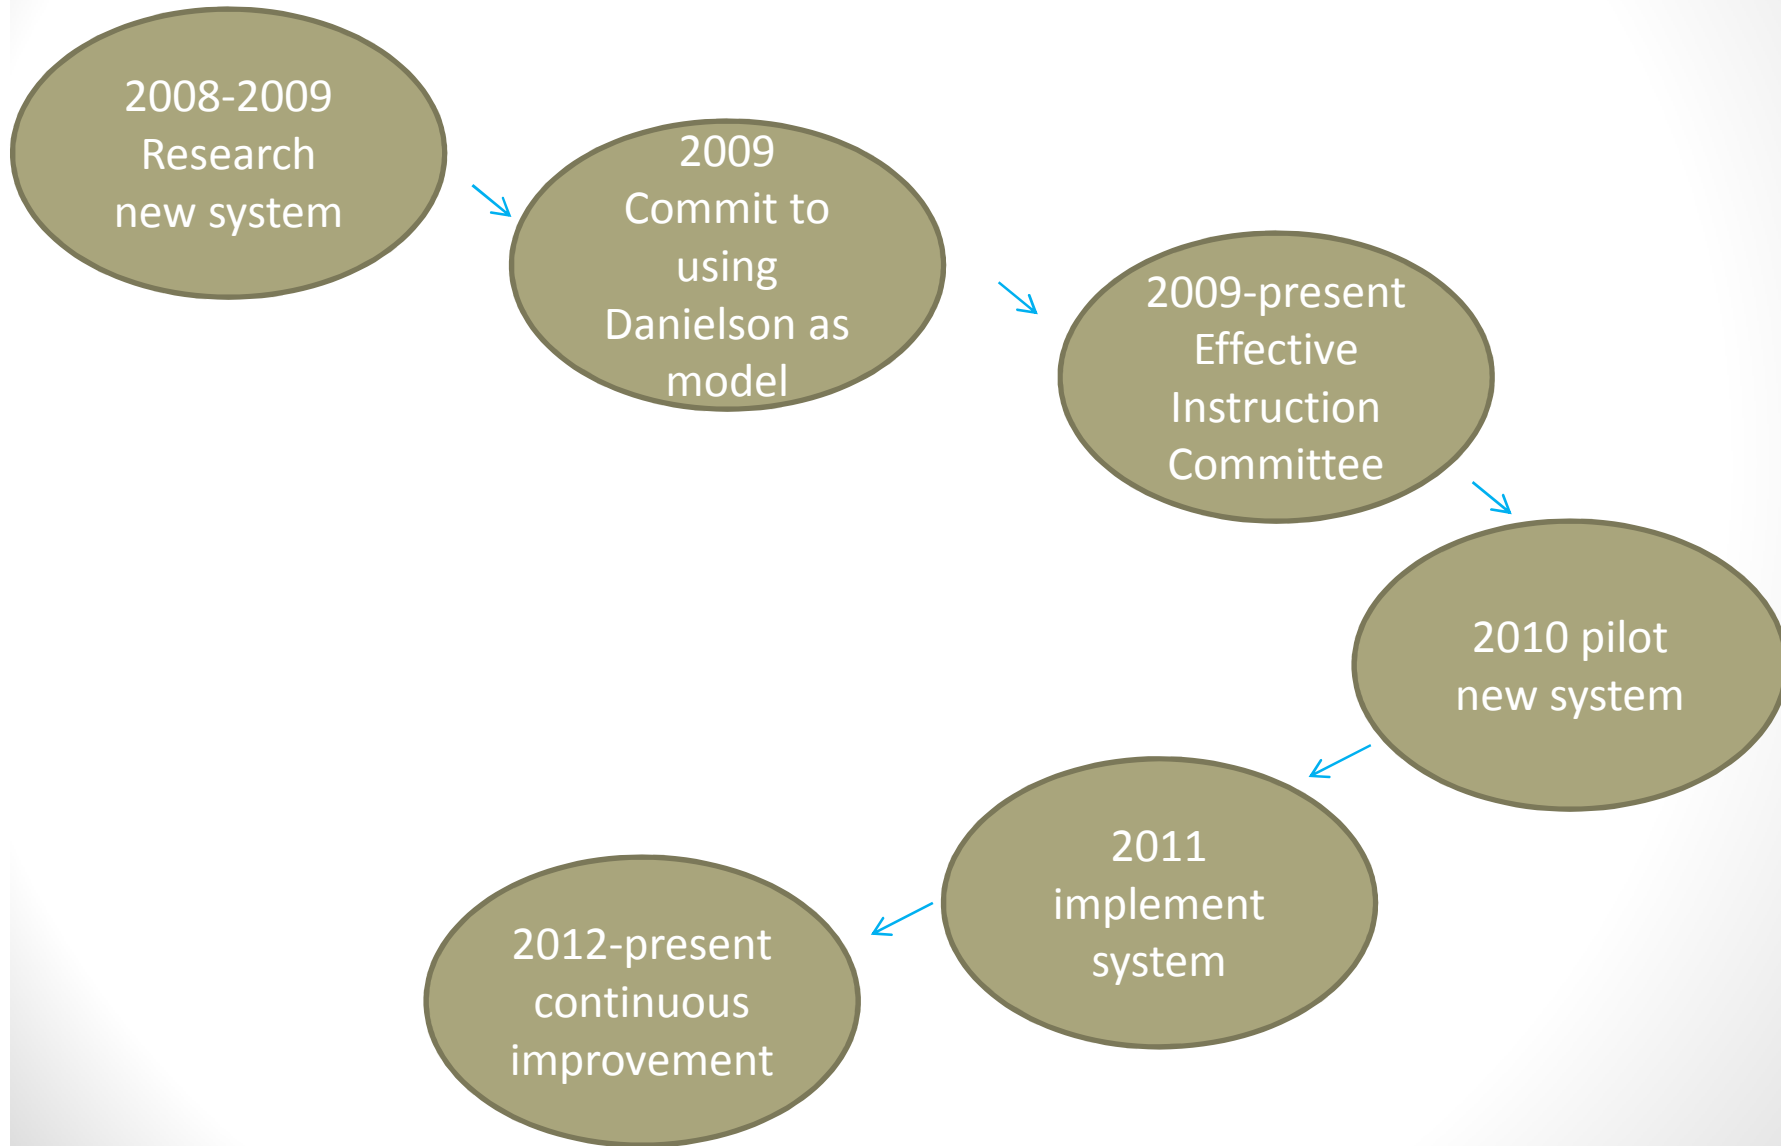 2008-2009
Research
new system
2009
Commit to
using
Danielson as
model
2009-present
Effective
Instruction
Committee
2010 pilot
new system
2011
implement
system
2012-present
continuous
improvement